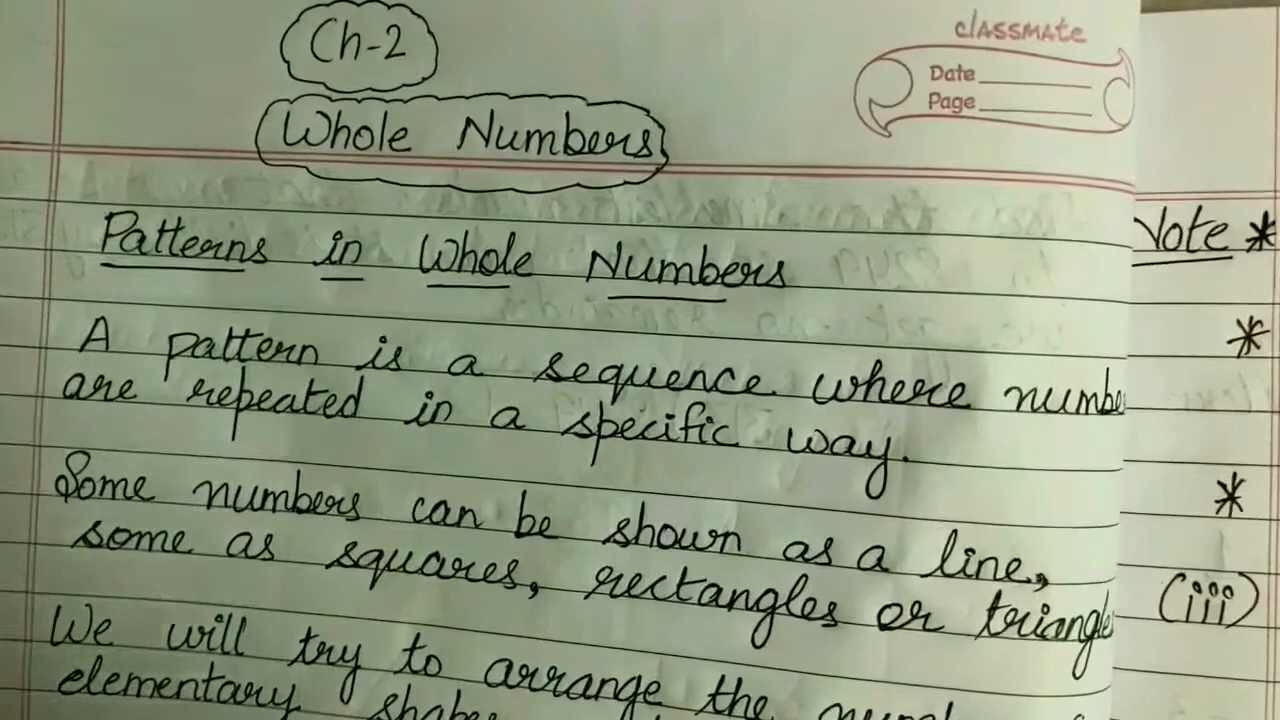 Ch-2
classmate
Date
Page
Whole Numbers
Patterns in Whole Numbers
A pattern is a sequence where numbe
are repeated in a specific way.
Some numbers can be shown as a line,
some as squares, rectangles or triangle
We will try to arrange the
elementary
Note *
*
*
(iii)